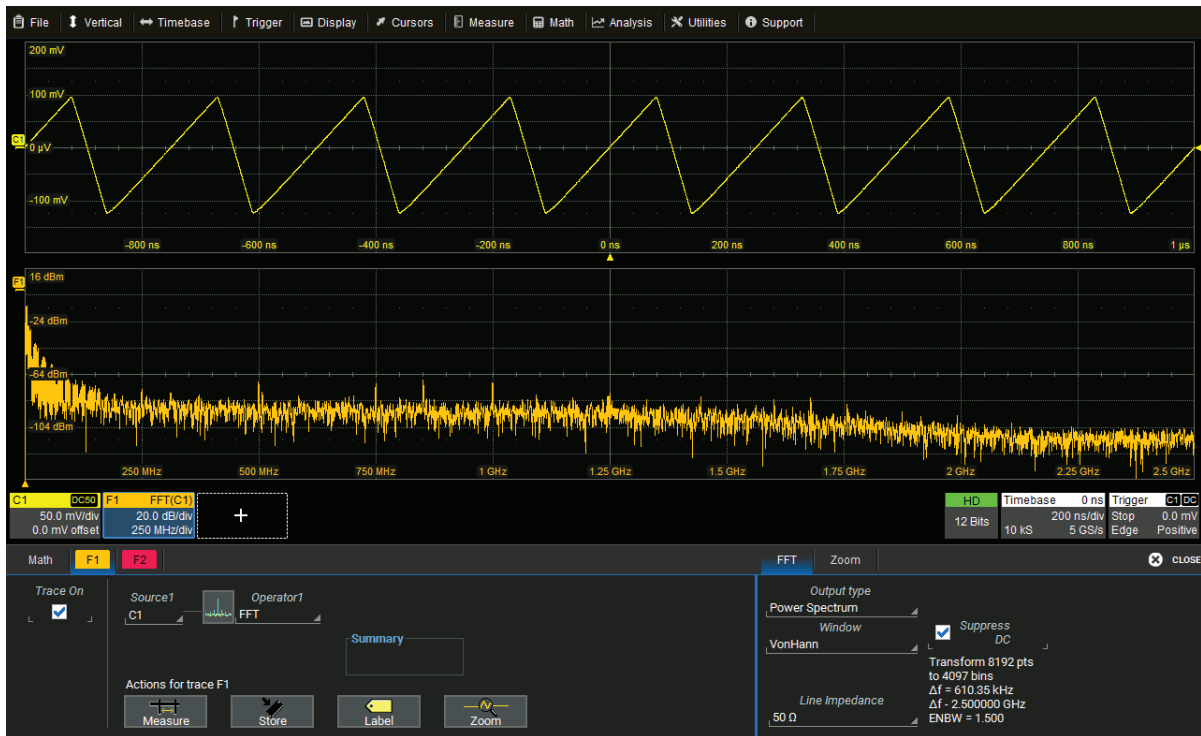 File Vertical Timebase Trigger Display Cursors Measure Math Analysis Utilities Support
200 mV
100 mV
C1
0 µV
-100 mV
-800 ns -600 ns -400 ns -200 ns 0 ns 200 ns 400 ns 600 ns 800 ns 1 µs
F1
16 dBm
-24 dBm
-64 dBm
-104 dBm
250 MHz 500 MHz 750 MHz 1 GHz 1.25 GHz 1.5 GHz 1.75 GHz 2 GHz 2.25 GHz 2.5 GHz
C1 DC50 F1 FFT(C1) HD Timebase 0 ns Trigger C1 DC
50.0 mV/div 20.0 dB/div + 12 Bits 200 ns/div Stop 0.0 mV
0.0 mV offset 250 MHz/div 10 kS 5 GS/s Edge Positive
Math F1 F2 FFT Zoom CLOSE
Trace On
Source1 Operator1
C1 FFT
Summary
Actions for trace F1
Measure Store Label Zoom
Output type
Power Spectrum
Window
VonHann
Line Impedance
50 Ω
Suppress
DC
Transform 8192 pts
to 4097 bins
Δf = 610.35 kHz
Δf - 2.500000 GHz
ENBW = 1.500